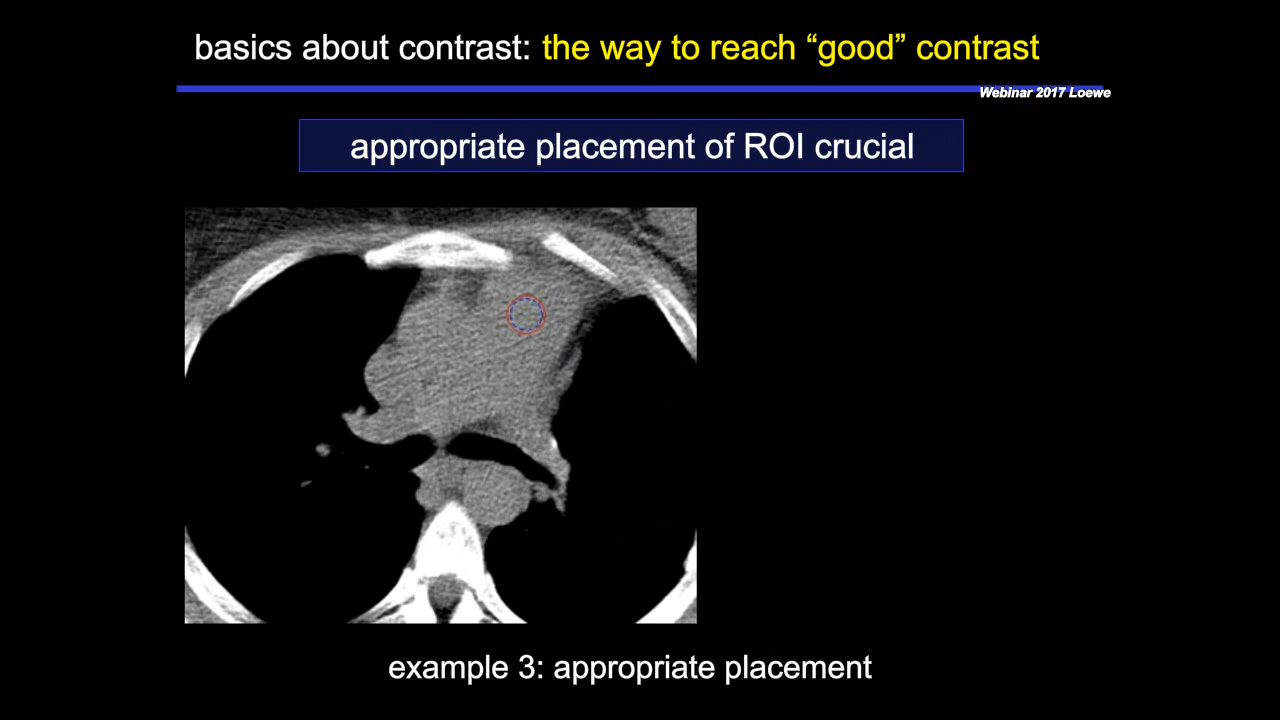 basics about contrast: the way to reach “good” contrast
Webinar 2017 Loewe
appropriate placement of ROI crucial
example 3: appropriate placement